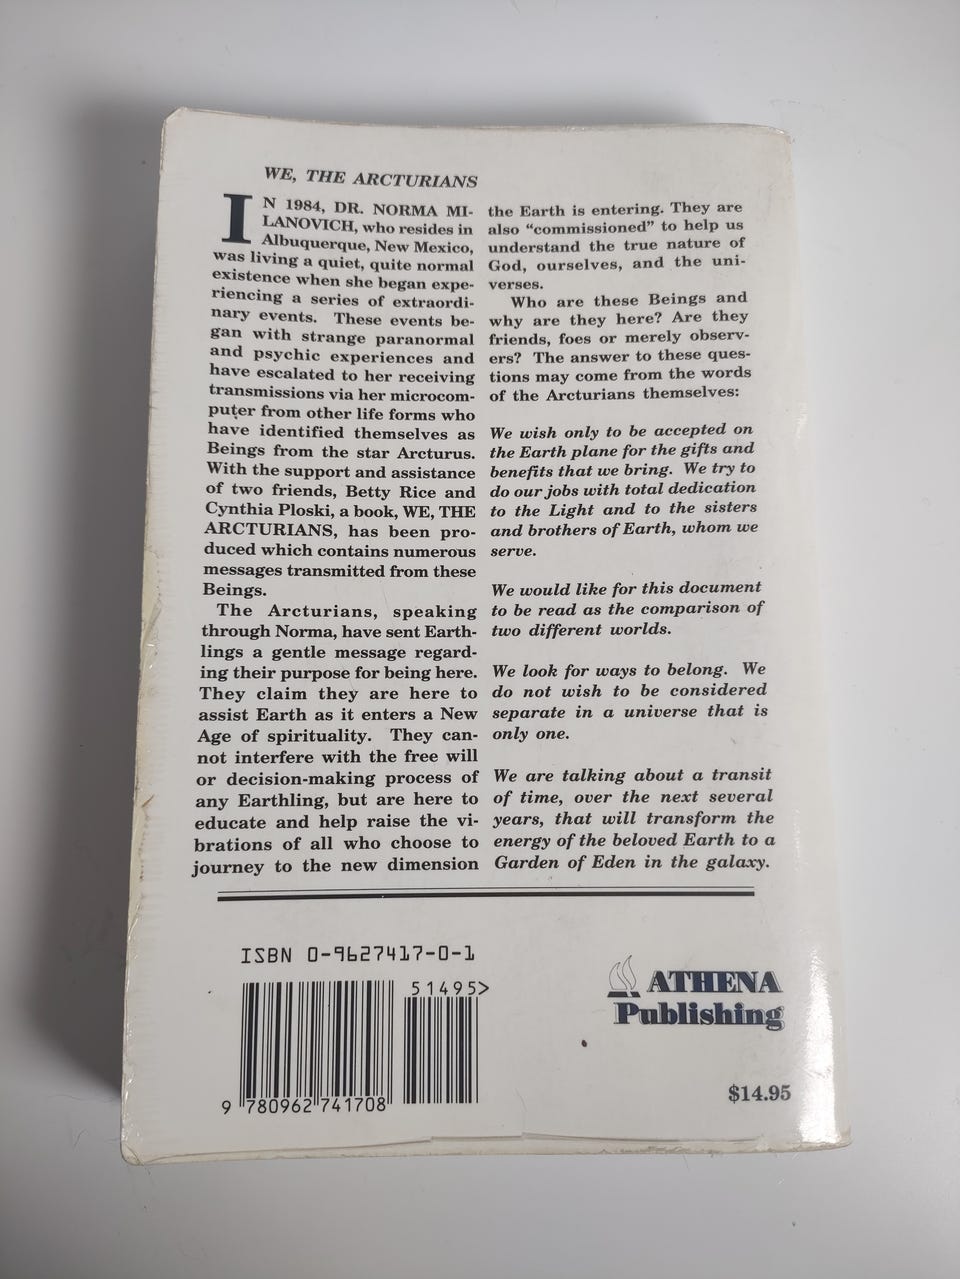 WE, THE ARCTURIANS
IN 1984, DR. NORMA MI-
LANOVICH, who resides in
Albuquerque, New Mexico,
was living a quiet, quite normal
existence when she began expe-
riencing a series of extraordi-
nary events. These events be-
gan with strange paranormal
and psychic experiences and
have escalated to her receiving
transmissions via her microcom-
puter from other life forms who
have identified themselves as
Beings from the star Arcturus.
With the support and assistance
of two friends, Betty Rice and
Cynthia Ploski, a book, WE, THE
ARCTURIANS, has been pro-
duced which contains numerous
messages transmitted from these
Beings.
The Arcturians, speaking
through Norma, have sent Earth-
lings a gentle message regard-
ing their purpose for being here.
They claim they are here to
assist Earth as it enters a New
Age of spirituality. They can-
not interfere with the free will
or decision-making process of
any Earthling, but are here to
educate and help raise the vi-
brations of all who choose to
journey to the new dimension
the Earth is entering. They are
also "commissioned" to help us
understand the true nature of
God, ourselves, and the uni-
verses.
Who are these Beings and
why are they here? Are they
friends, foes or merely observ-
ers? The answer to these ques-
tions may come from the words
of the Arcturians themselves:
We wish only to be accepted on
the Earth plane for the gifts and
benefits that we bring. We try to
do our jobs with total dedication
to the Light and to the sisters
and brothers of Earth, whom we
serve.
We would like for this document
to be read as the comparison of
two different worlds.
We look for ways to belong. We
do not wish to be considered
separate in a universe that is
only one.
We are talking about a transit
of time, over the next several
years, that will transform the
energy of the beloved Earth to a
Garden of Eden in the galaxy.
ISBN 0-9627417-0-1
51495>
9 780962 741708
ATHENA
Publishing
$14.95